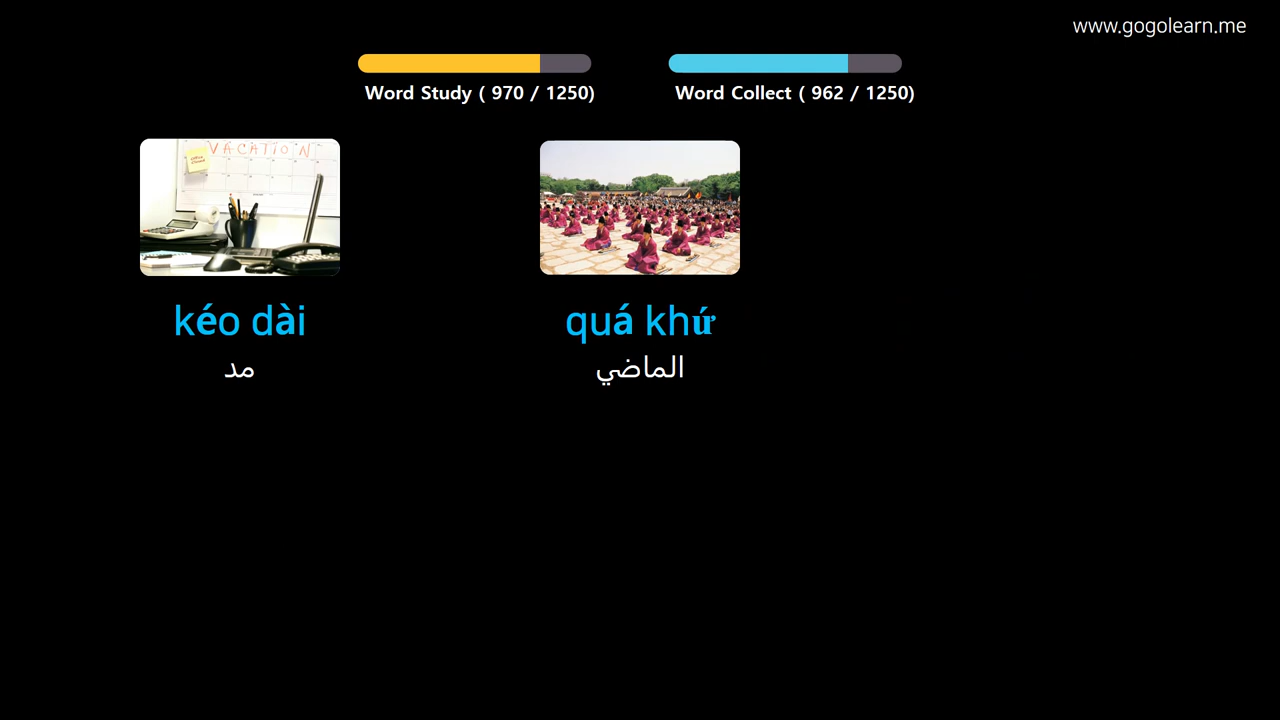 www.gogolearn.me
Word Study ( 970 / 1250)
Word Collect ( 962 / 1250)
VACATION
kéo dài
مد
quá khứ
الماضي